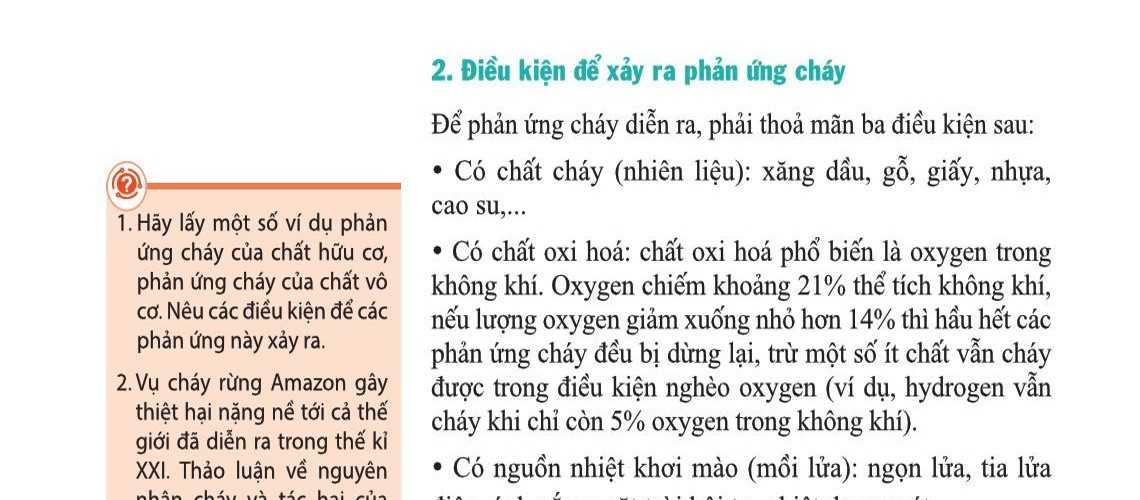 2. Điều kiện để xảy ra phản ứng cháy
Để phản ứng cháy diễn ra, phải thoả mãn ba điều kiện sau:
• Có chất cháy (nhiên liệu): xăng dầu, gỗ, giấy, nhựa,
cao su,...
• Có chất oxi hoá: chất oxi hoá phổ biến là oxygen trong
không khí. Oxygen chiếm khoảng 21% thể tích không khí,
nếu lượng oxygen giảm xuống nhỏ hơn 14% thì hầu hết các
phản ứng cháy đều bị dừng lại, trừ một số ít chất vẫn cháy
được trong điều kiện nghèo oxygen (ví dụ, hydrogen vẫn
cháy khi chỉ còn 5% oxygen trong không khí).
• Có nguồn nhiệt khơi mào (mồi lửa): ngọn lửa, tia lửa
?
1. Hãy lấy một số ví dụ phản
ứng cháy của chất hữu cơ,
phản ứng cháy của chất vô
cơ. Nêu các điều kiện để các
phản ứng này xảy ra.
2. Vụ cháy rừng Amazon gây
thiệt hại nặng nề tới cả thế
giới đã diễn ra trong thế kỉ
XXI. Thảo luận về nguyên
nhân cháy và tác hại của